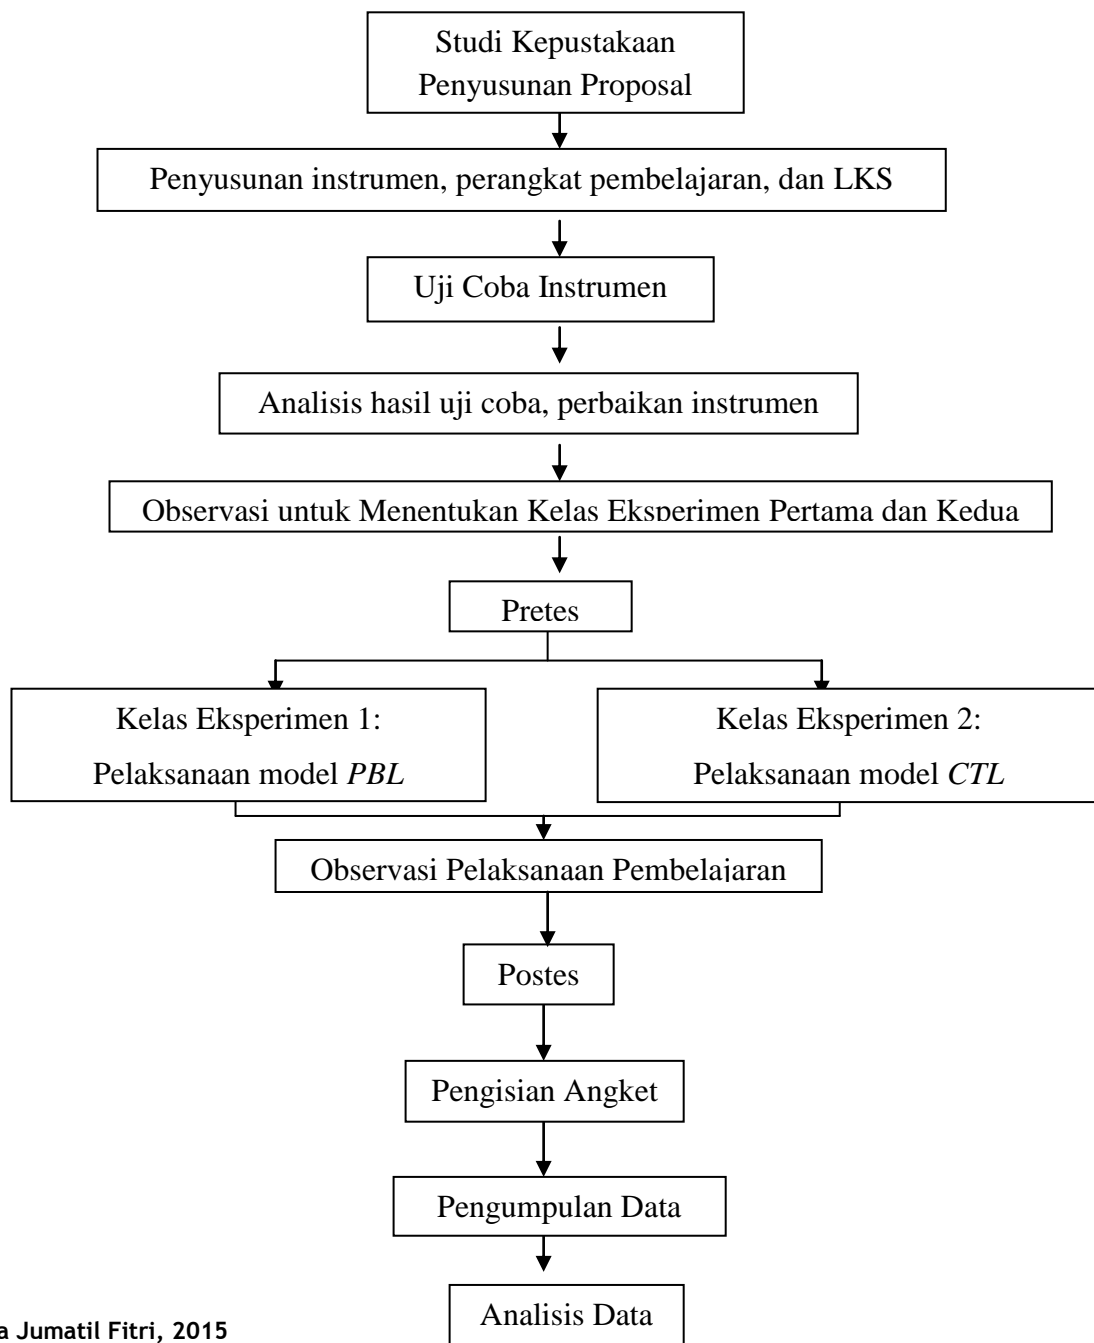 Studi Kepustakaan
Penyusunan Proposal
Penyusunan instrumen, perangkat pembelajaran, dan LKS
Uji Coba Instrumen
Analisis hasil uji coba, perbaikan instrumen
Observasi untuk Menentukan Kelas Eksperimen Pertama dan Kedua
Pretes
Kelas Eksperimen 1:
Pelaksanaan model PBL
Kelas Eksperimen 2:
Pelaksanaan model CTL
Observasi Pelaksanaan Pembelajaran
Postes
Pengisian Angket
Pengumpulan Data
Analisis Data
a Jumatil Fitri, 2015